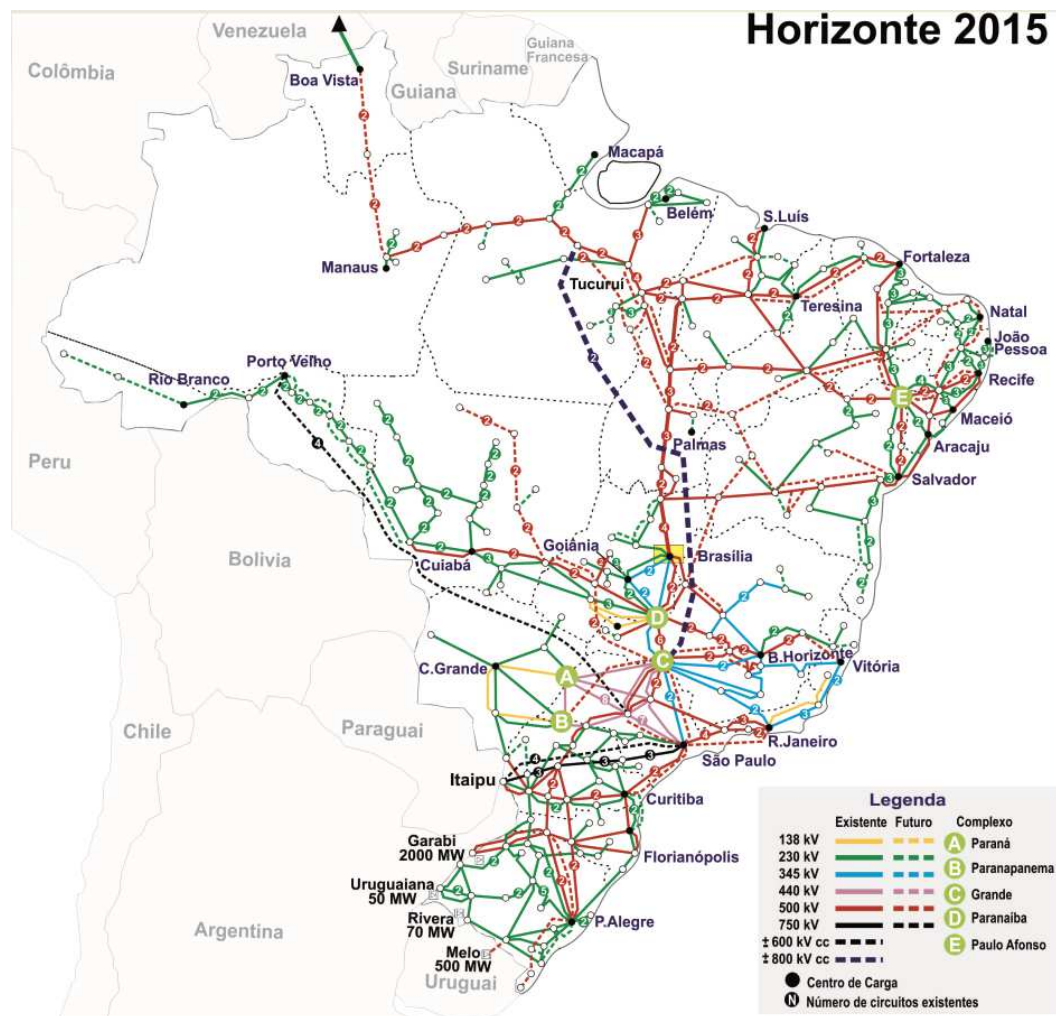 Horizonte 2015
Venezuela
Guiana
Francesa
Suriname
Colômbia
Boa Vista
Guiana
Macapá
Belém
S.Luís
Manaus
Fortaleza
Tucuruí
Teresina
Natal
João
Pessoa
Porto Velho
Rio Branco
Recife
E
Maceió
Palmas
Aracaju
Peru
Salvador
Goiânia
Brasília
Bolivia
Cuiabá
D
C
B.Horizonte
Vitória
C.Grande
A
B
Chile
Paraguai
R.Janeiro
São Paulo
Itaipu
Curitiba
Garabi
2000 MW
Florianópolis
Uruguaiana
50 MW
Rivera
70 MW
P.Alegre
Melo
500 MW
Argentina
Uruguai
Legenda
Existente Futuro Complexo
138 kV A Paraná
230 kV
345 kV B Paranapanema
440 kV C Grande
500 kV D Paranaiba
750 kV
±600 kV cc E Paulo Afonso
±800 kV cc
Centro de Carga
N Número de circuitos existentes